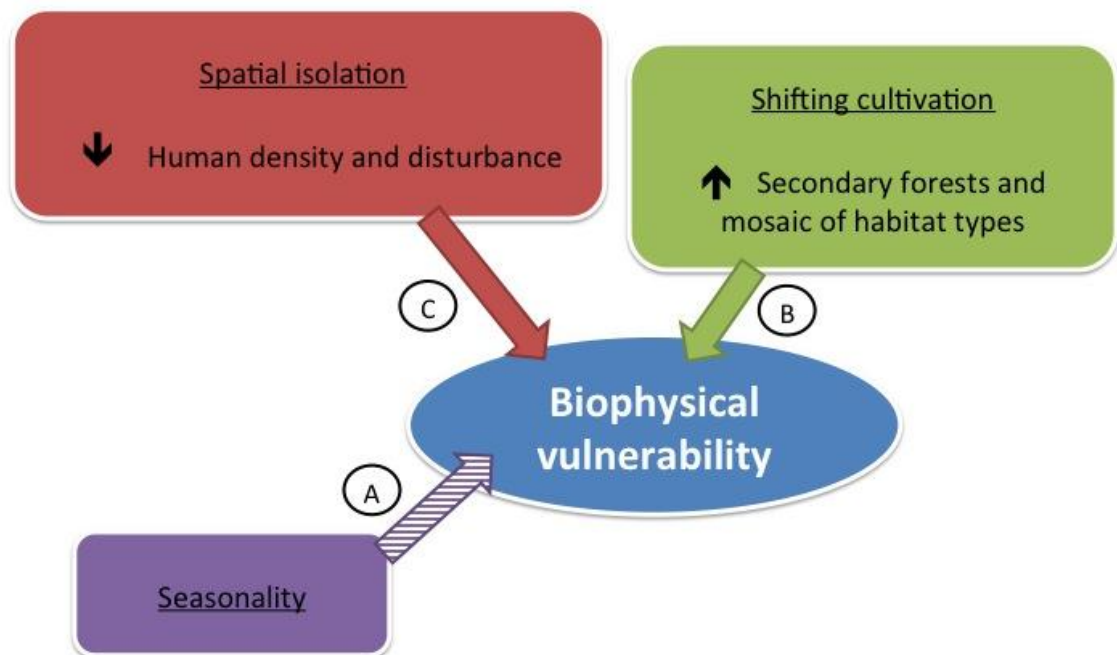 Spatial isolation
↓ Human density and disturbance
Shifting cultivation
↑ Secondary forests and
mosaic of habitat types
C
B
Biophysical
vulnerability
A
Seasonality